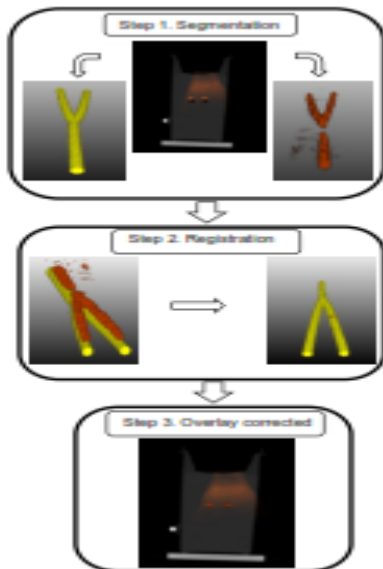 Step 1. Segmentation
Step 2. Registration
Step 3. Overlay corrected